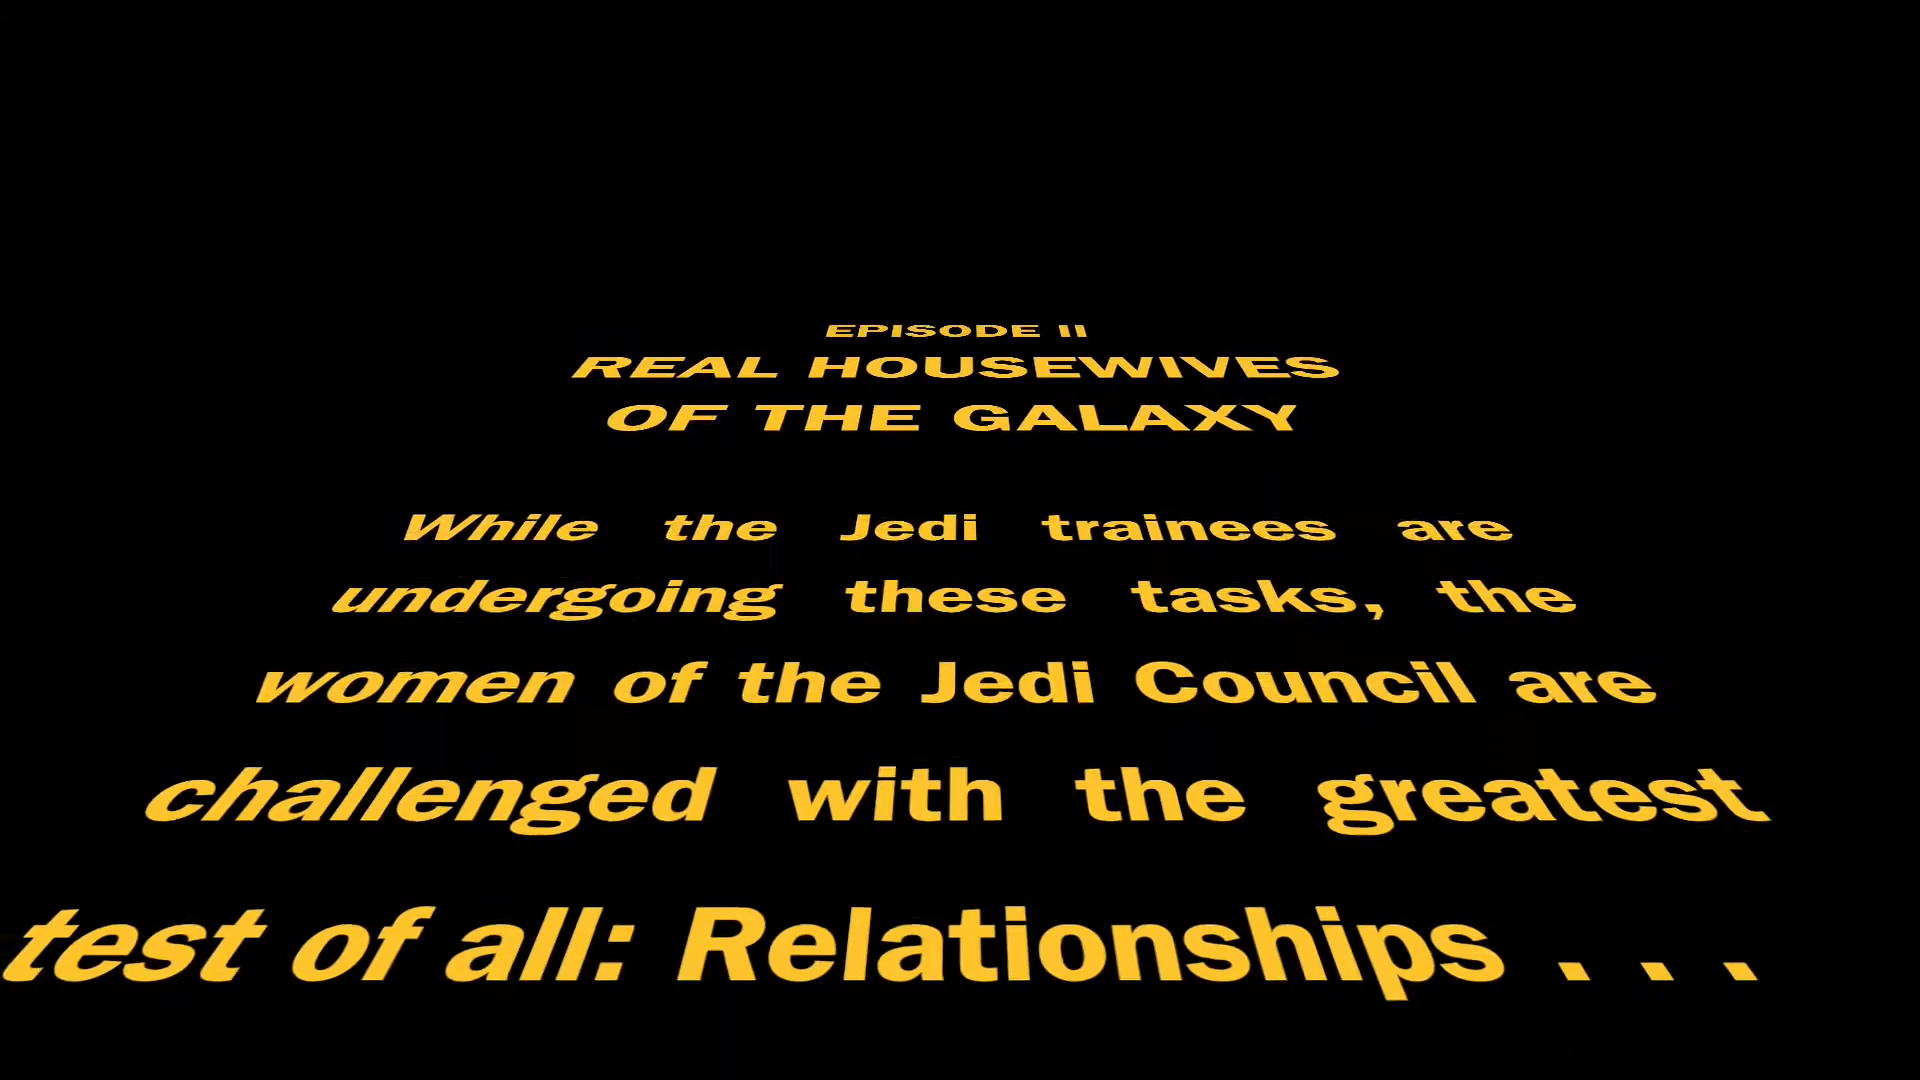 EPISODE II
REAL HOUSEWIVES
OF THE GALAXY
While the Jedi trainees are
undergoing these tasks, the
women of the Jedi Council are
challenged with the greatest
test of all: Relationships . . .